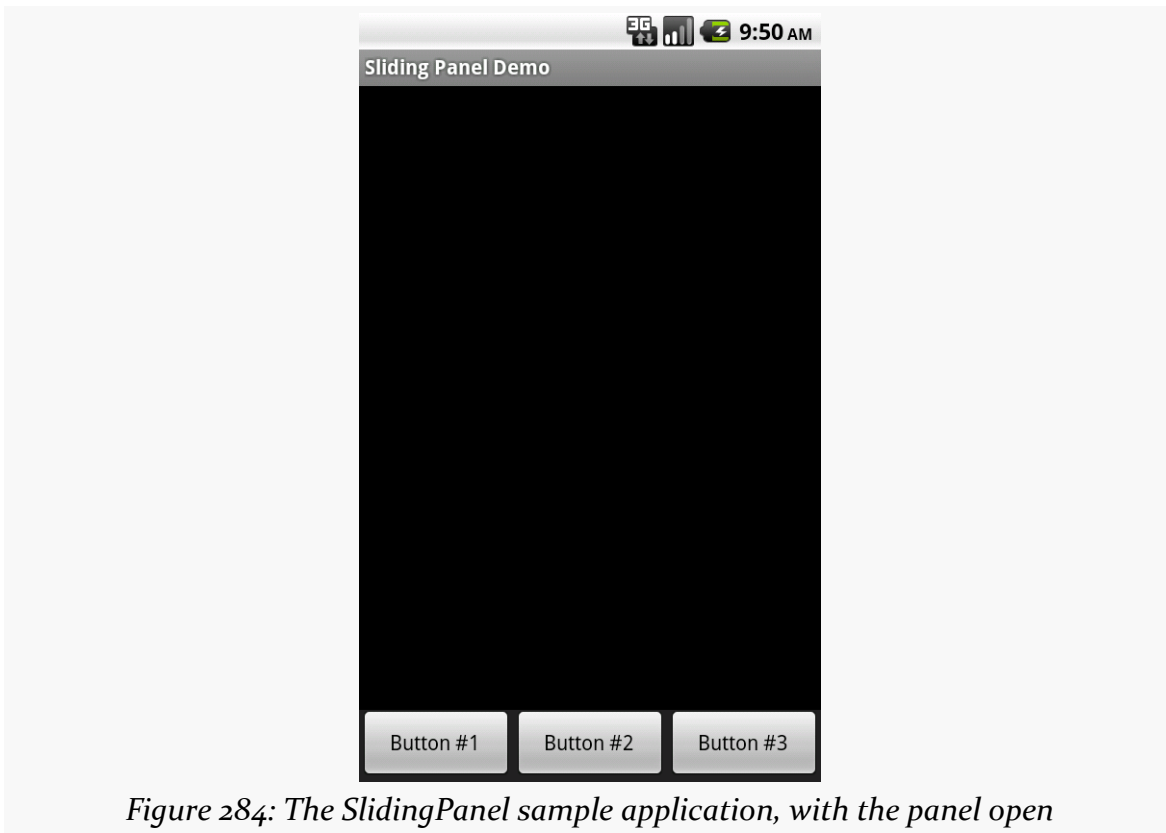 3G 9:50 AM
Sliding Panel Demo
Button #1 Button #2 Button #3
Figure 284: The SlidingPanel sample application, with the panel open